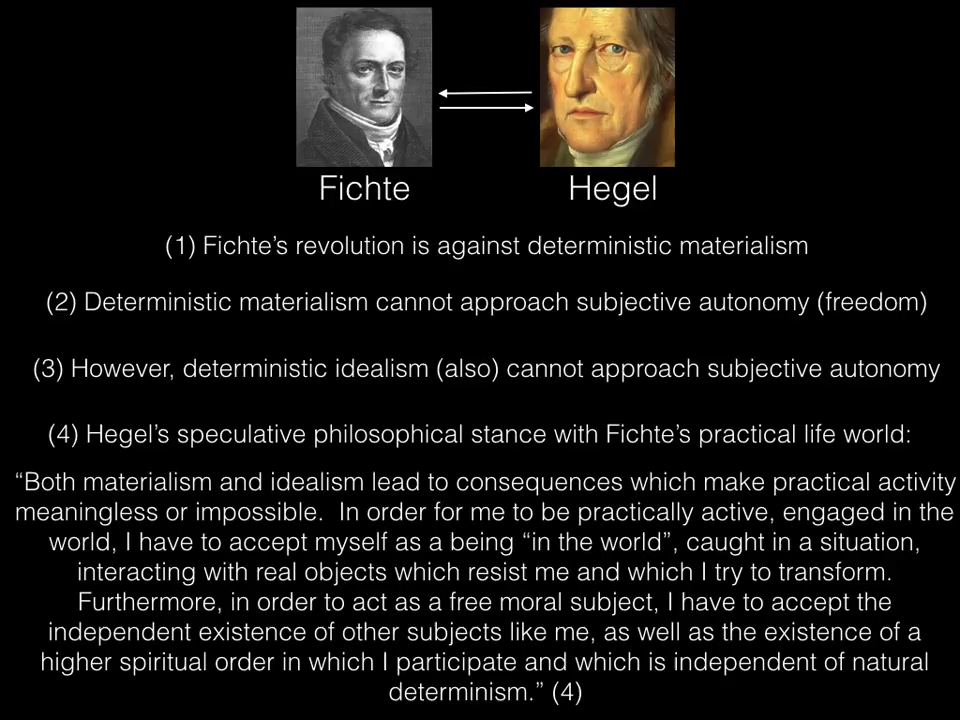 Fichte
Hegel
(1) Fichte’s revolution is against deterministic materialism
(2) Deterministic materialism cannot approach subjective autonomy (freedom)
(3) However, deterministic idealism (also) cannot approach subjective autonomy
(4) Hegel’s speculative philosophical stance with Fichte’s practical life world:
“Both materialism and idealism lead to consequences which make practical activity
meaningless or impossible.  In order for me to be practically active, engaged in the
world, I have to accept myself as a being “in the world”, caught in a situation,
interacting with real objects which resist me and which I try to transform.
Furthermore, in order to act as a free moral subject, I have to accept the
independent existence of other subjects like me, as well as the existence of a
higher spiritual order in which I participate and which is independent of natural
determinism.” (4)